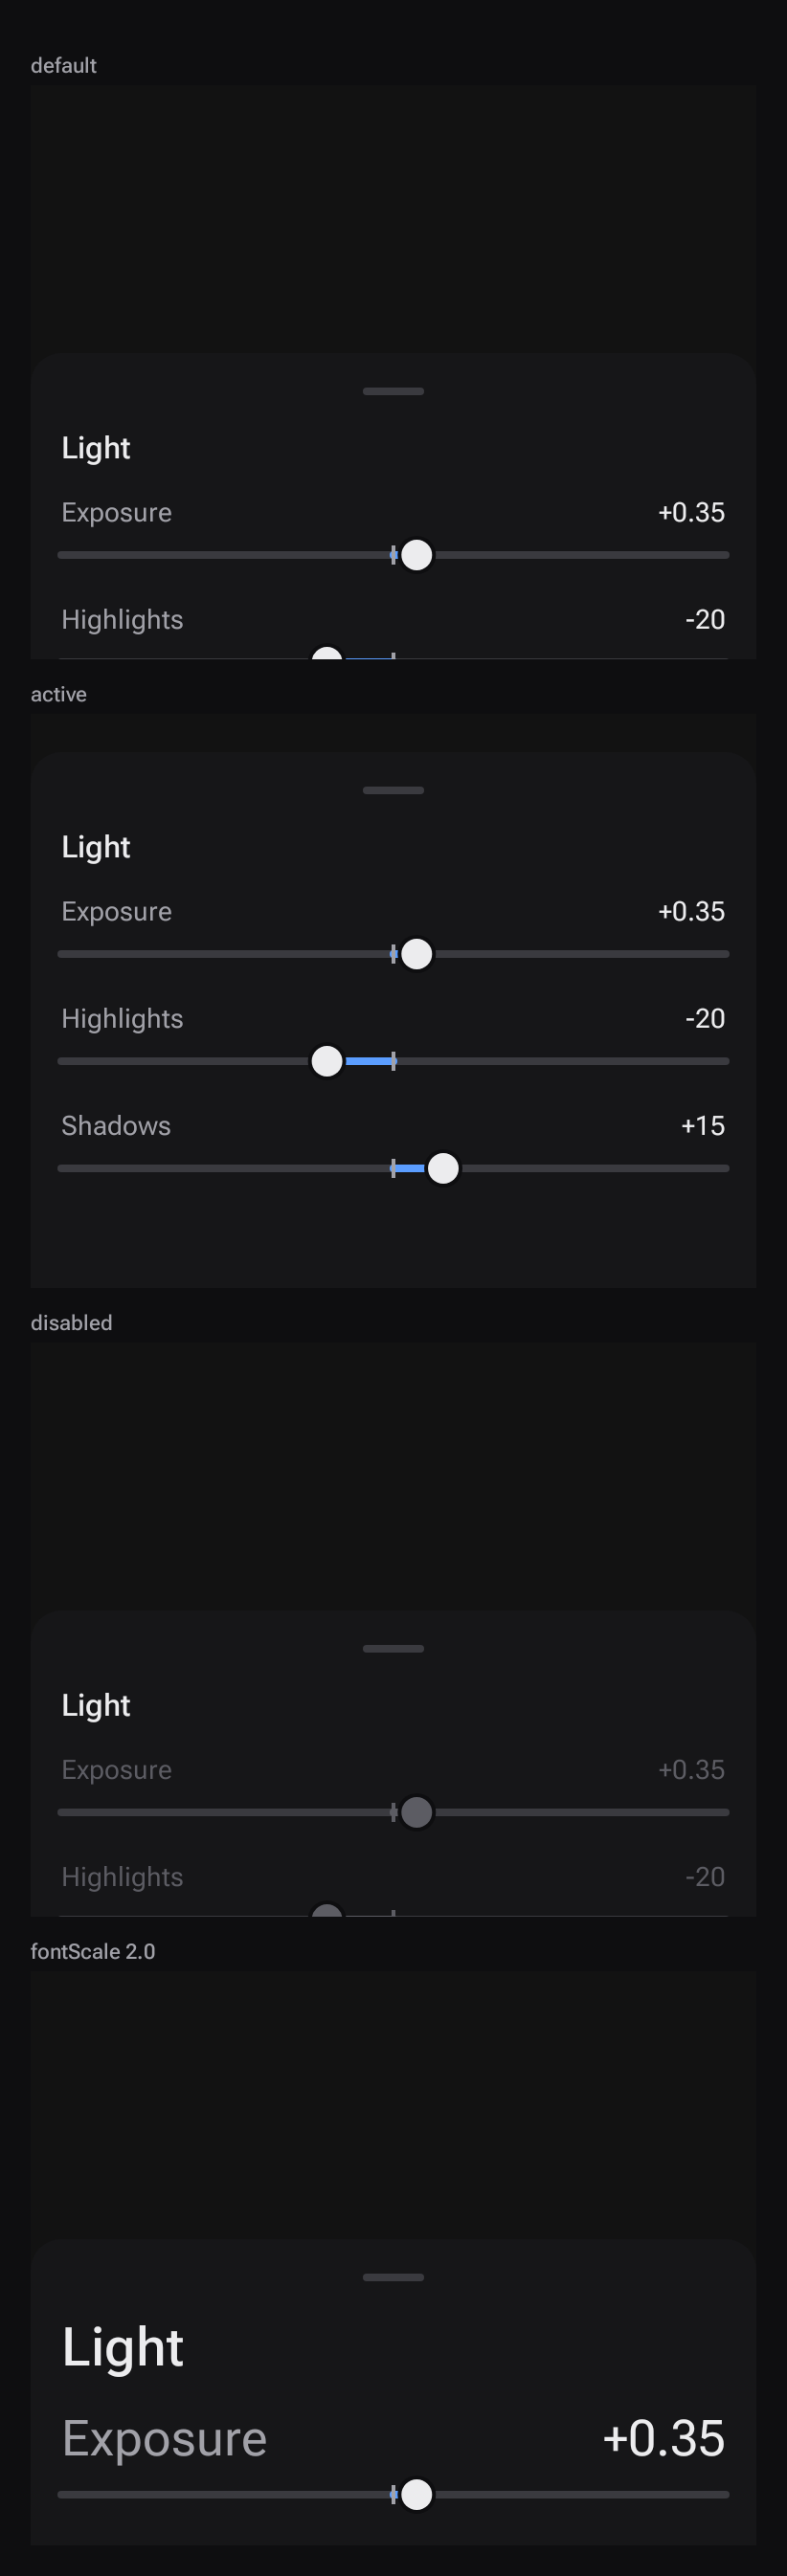 default
Light
Exposure +0.35
Highlights -20
active
Light
Exposure +0.35
Highlights -20
Shadows +15
disabled
Light
Exposure +0.35
Highlights -20
fontScale 2.0
Light
Exposure +0.35